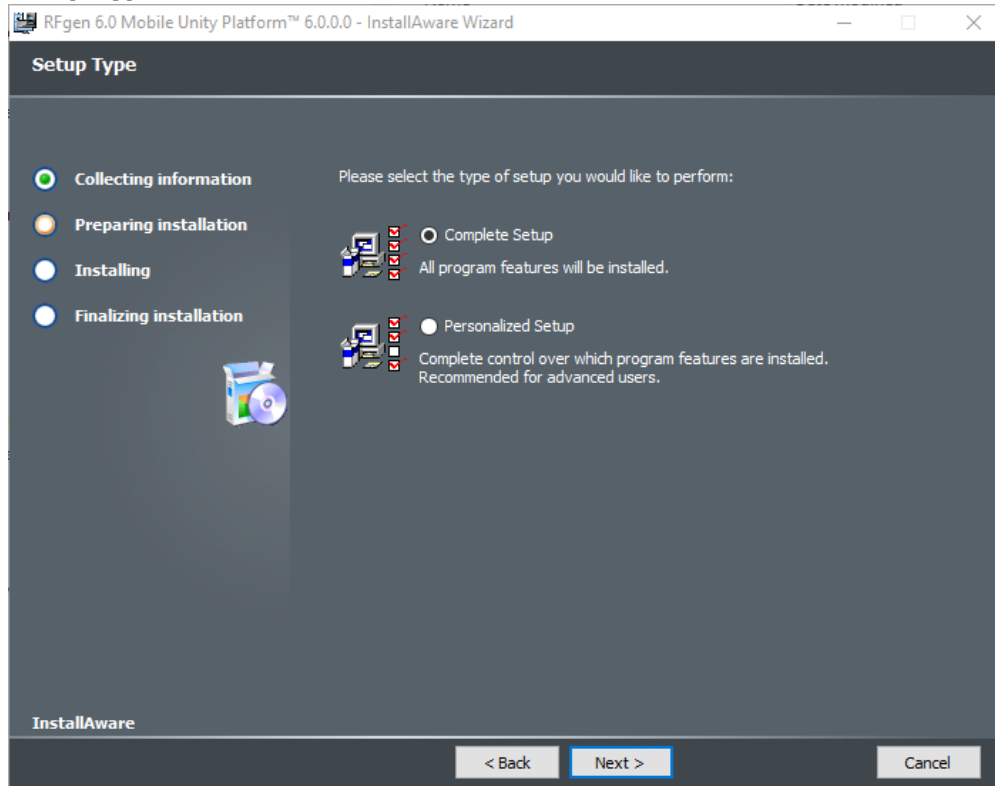 RFgen 6.0 Mobile Unity Platform™ 6.0.0.0 - InstallAware Wizard
Setup Type
Collecting information
Preparing installation
Installing
Finalizing installation
Please select the type of setup you would like to perform:
Complete Setup
All program features will be installed.
Personalized Setup
Complete control over which program features are installed.
Recommended for advanced users.
InstallAware
< Back
Next >
Cancel